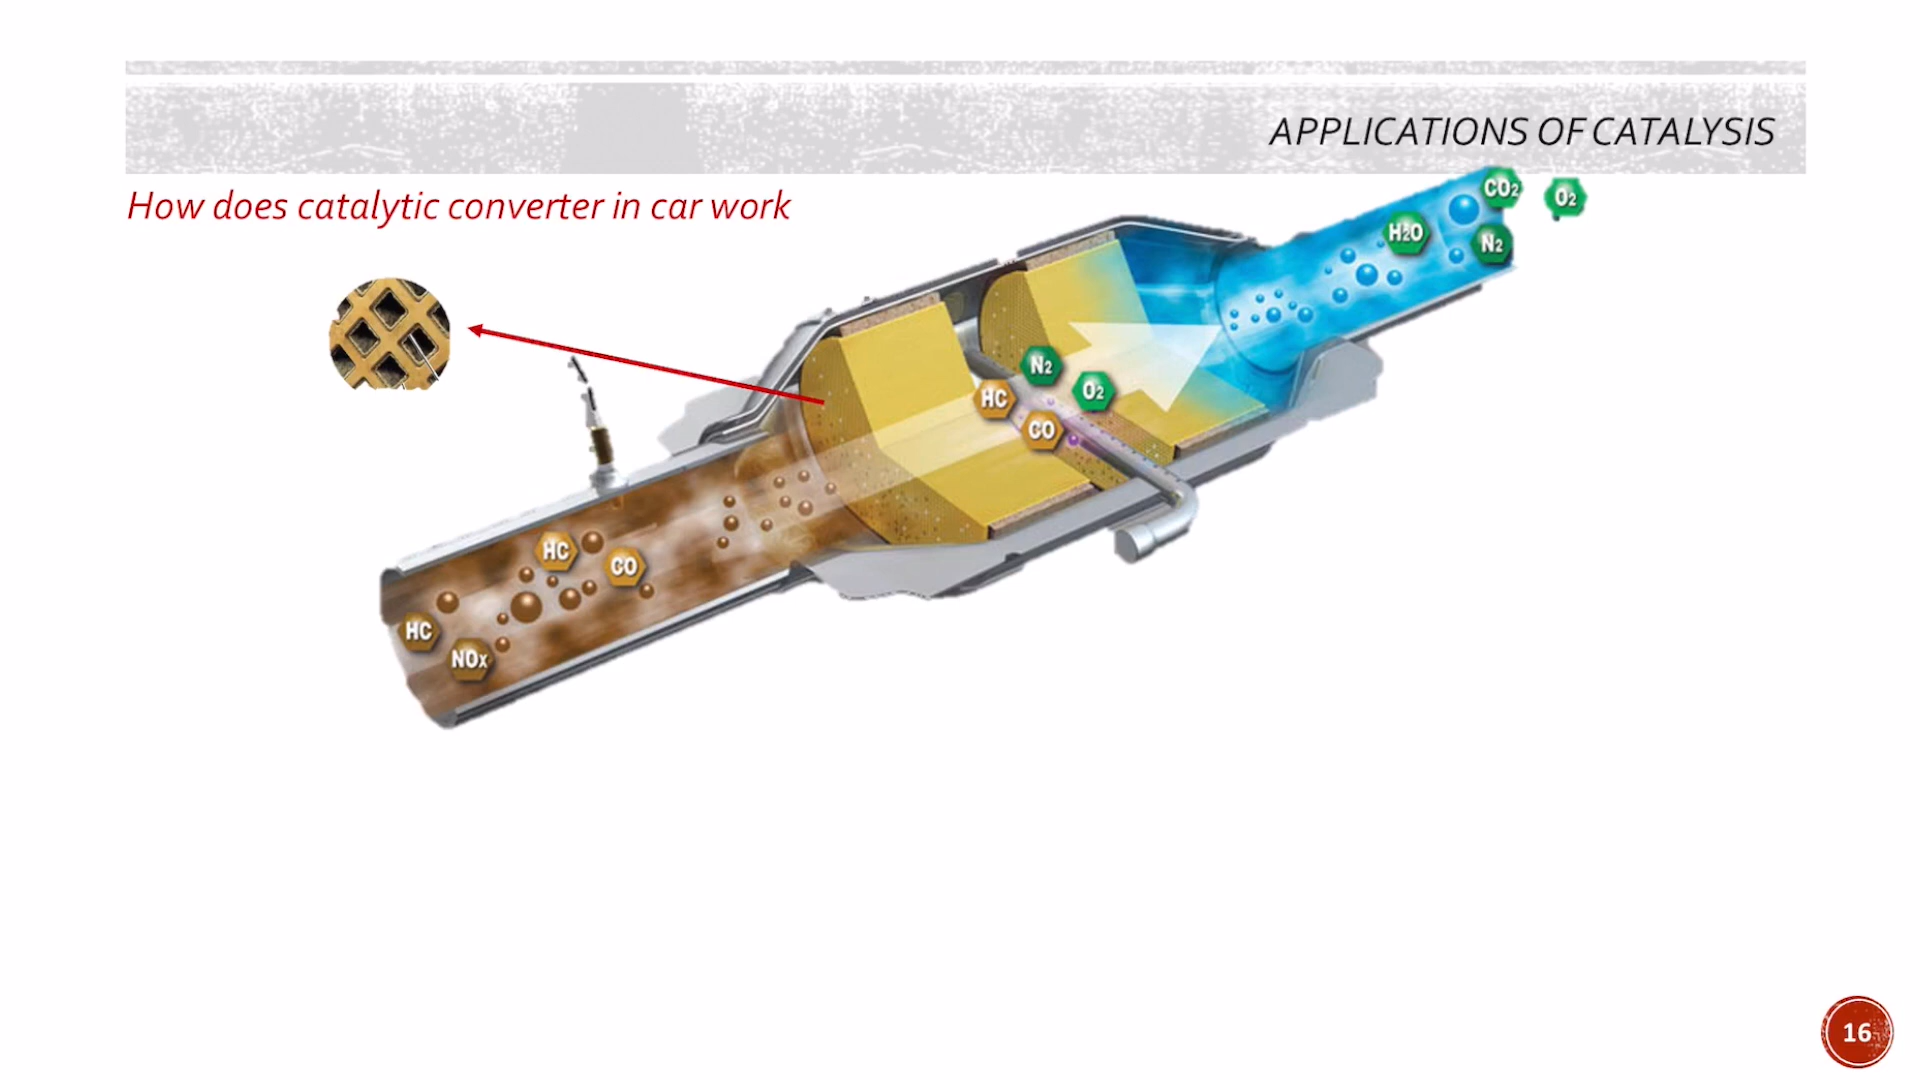 APPLICATIONS OF CATALYSIS
How does catalytic converter in car work
CO2
O2
H2O
N2
N2
O2
HC
CO
HC
CO
HC
NOx
16